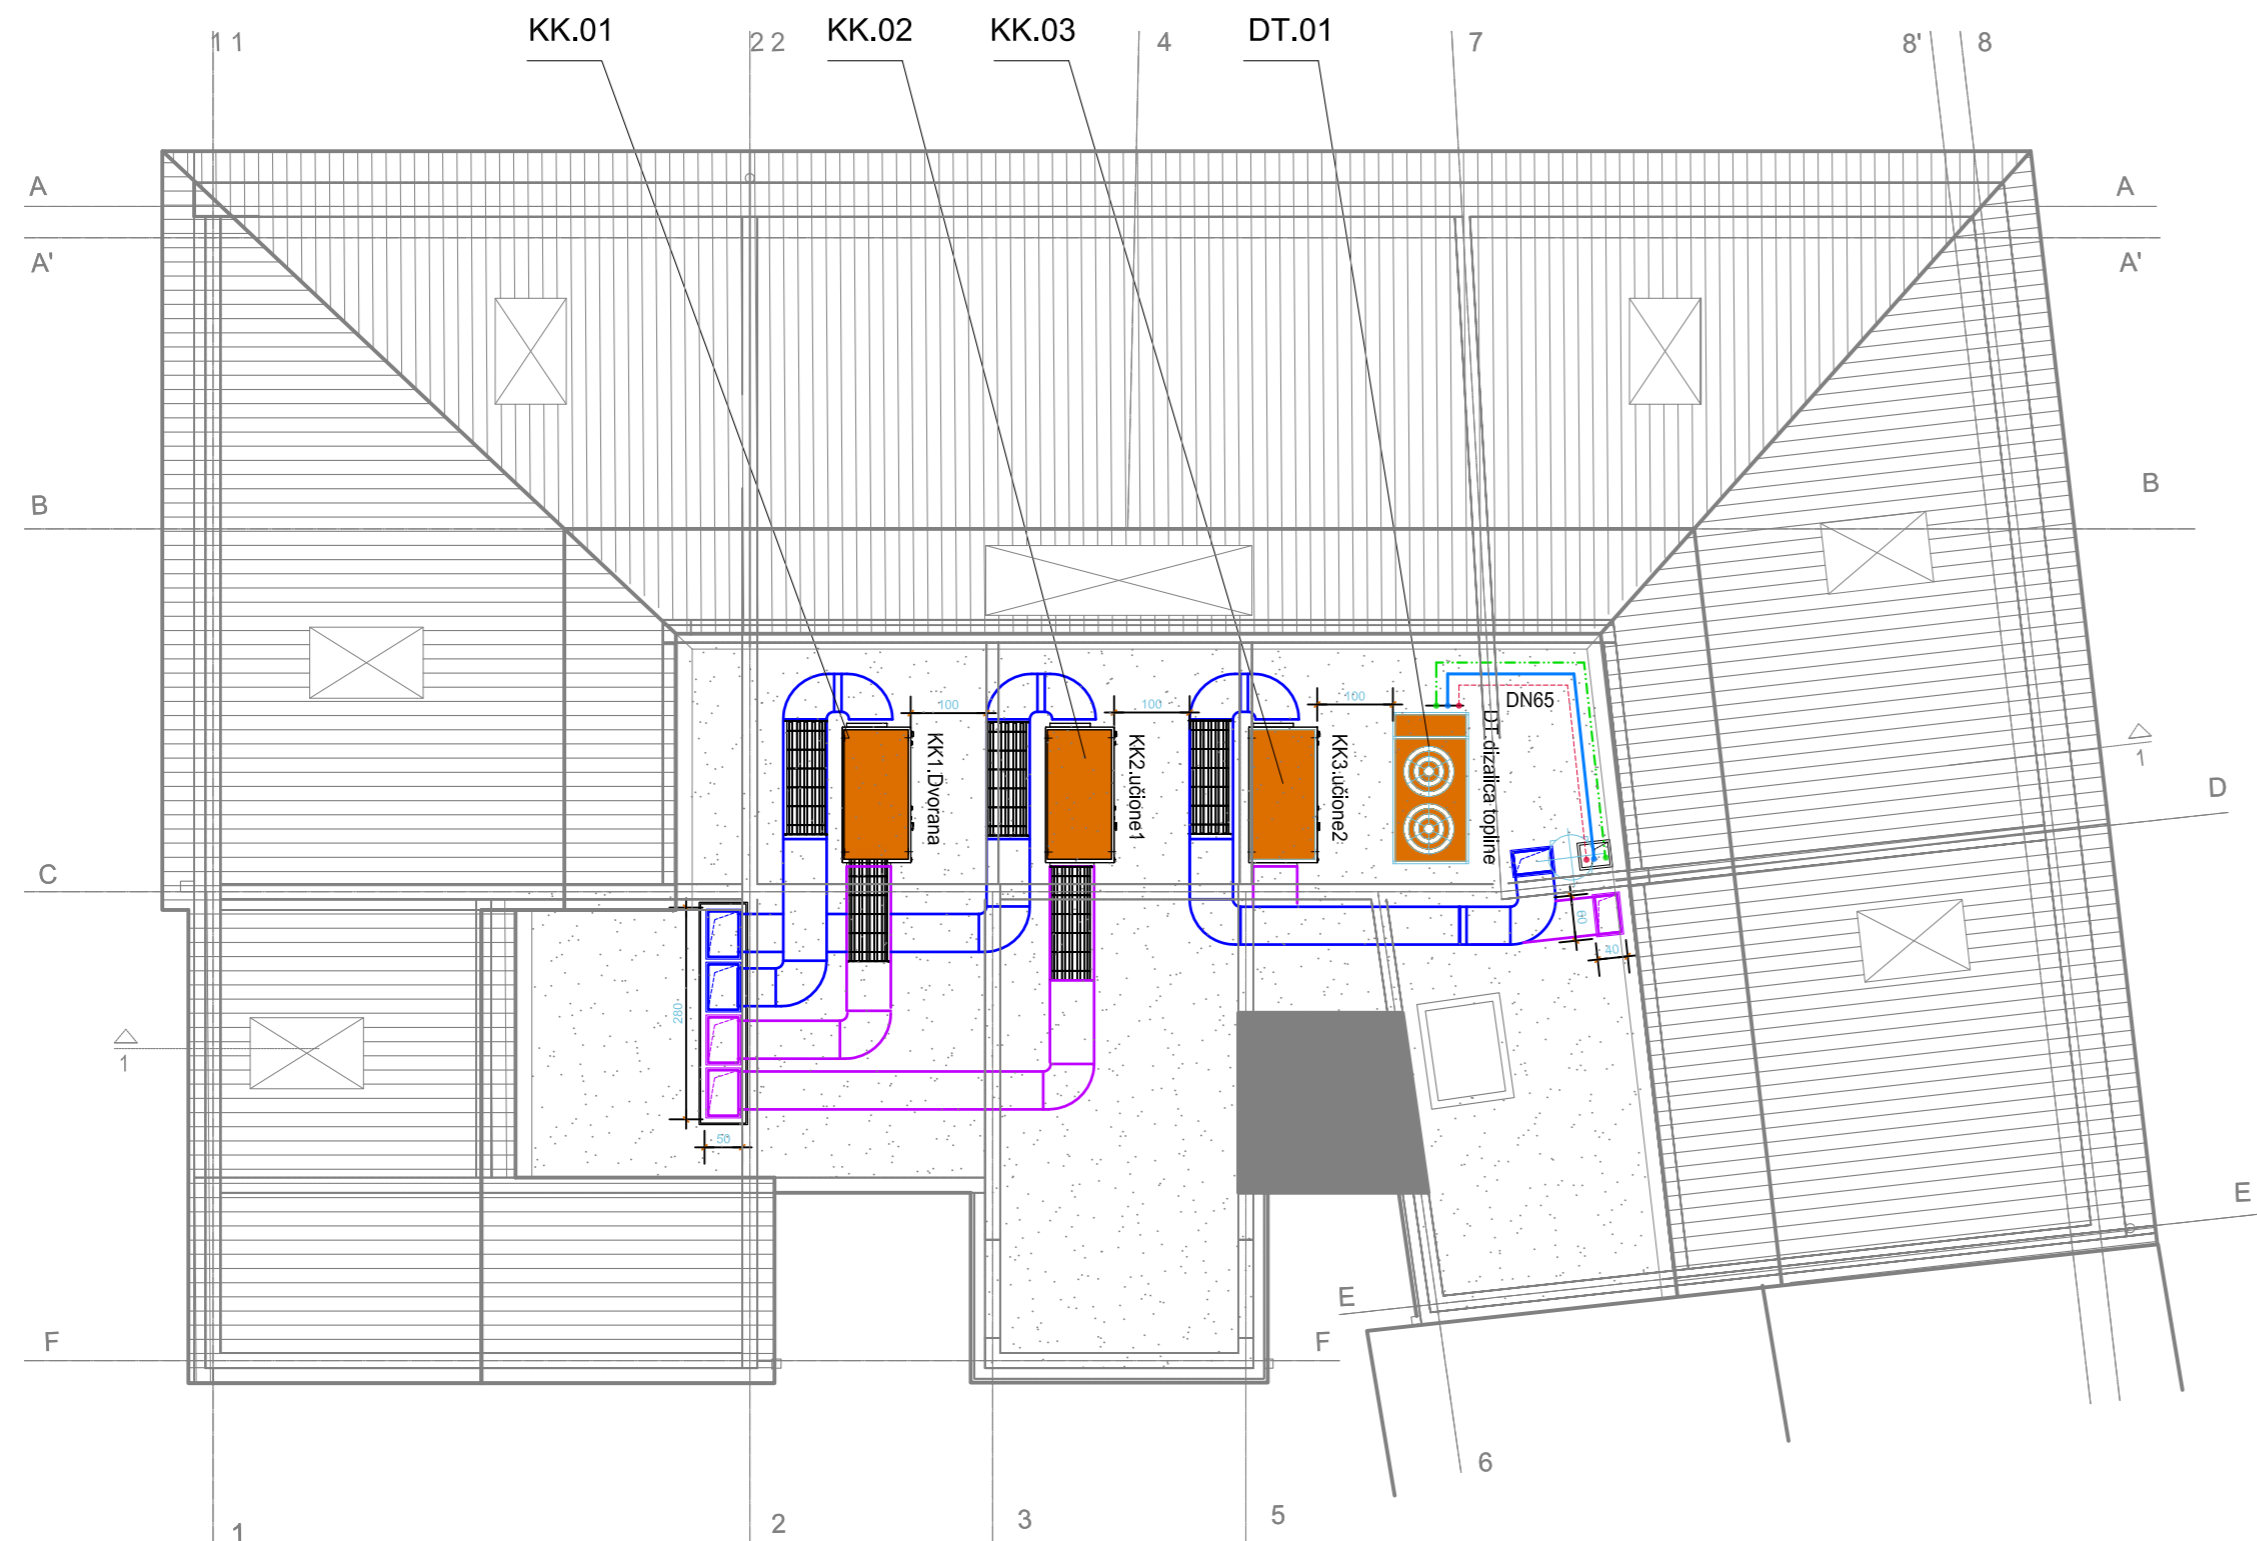 KK.01
KK.02
KK.03
DT.01
1 1
2 2
4
7
8'
8
A
A
A'
A'
B
B
100
100
100
DN65
KK1.Dvorana
KK2.učione1
KK3.učione2
DT.dizalica topline
1
D
C
60
40
280
1
50
E
E
F
F
6
1
2
3
5